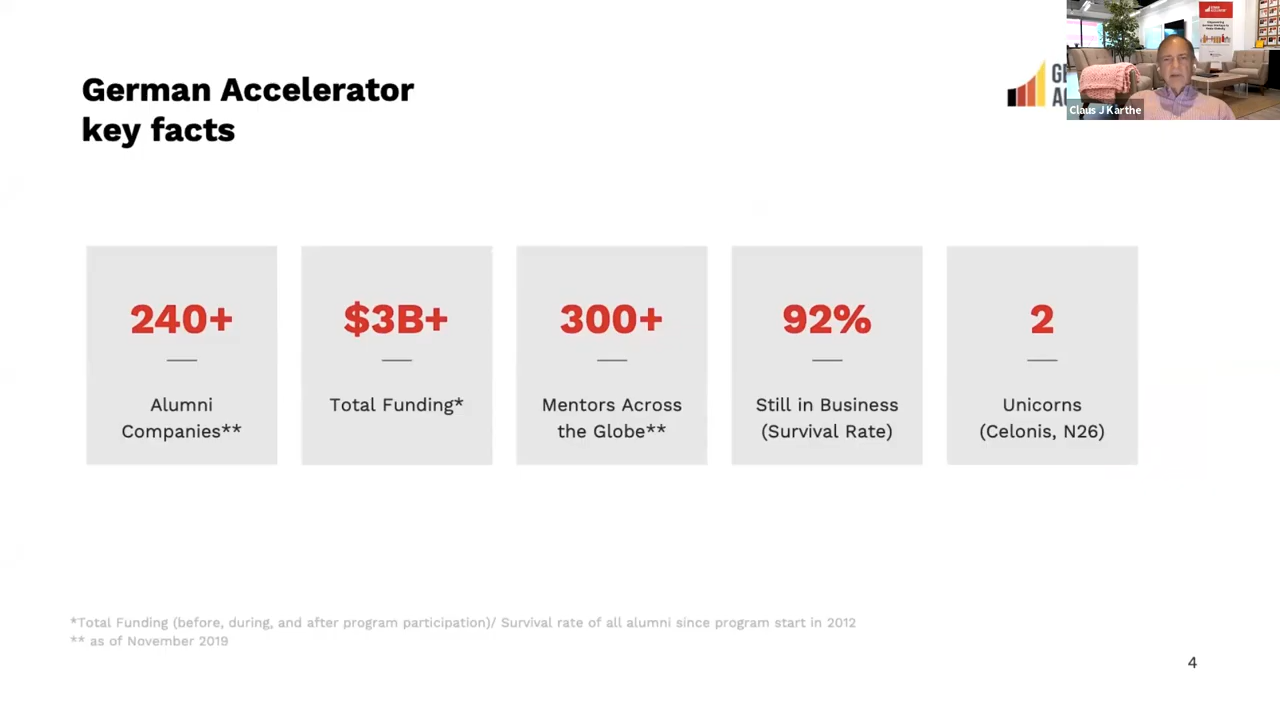 German Accelerator
key facts
Claus J Karthe
240+
Alumni
Companies**
$3B+
Total Funding*
300+
Mentors Across
the Globe**
92%
Still in Business
(Survival Rate)
2
Unicorns
(Celonis, N26)
*Total Funding (before, during, and after program participation)/ Survival rate of all alumni since program start in 2012
** as of November 2019
4